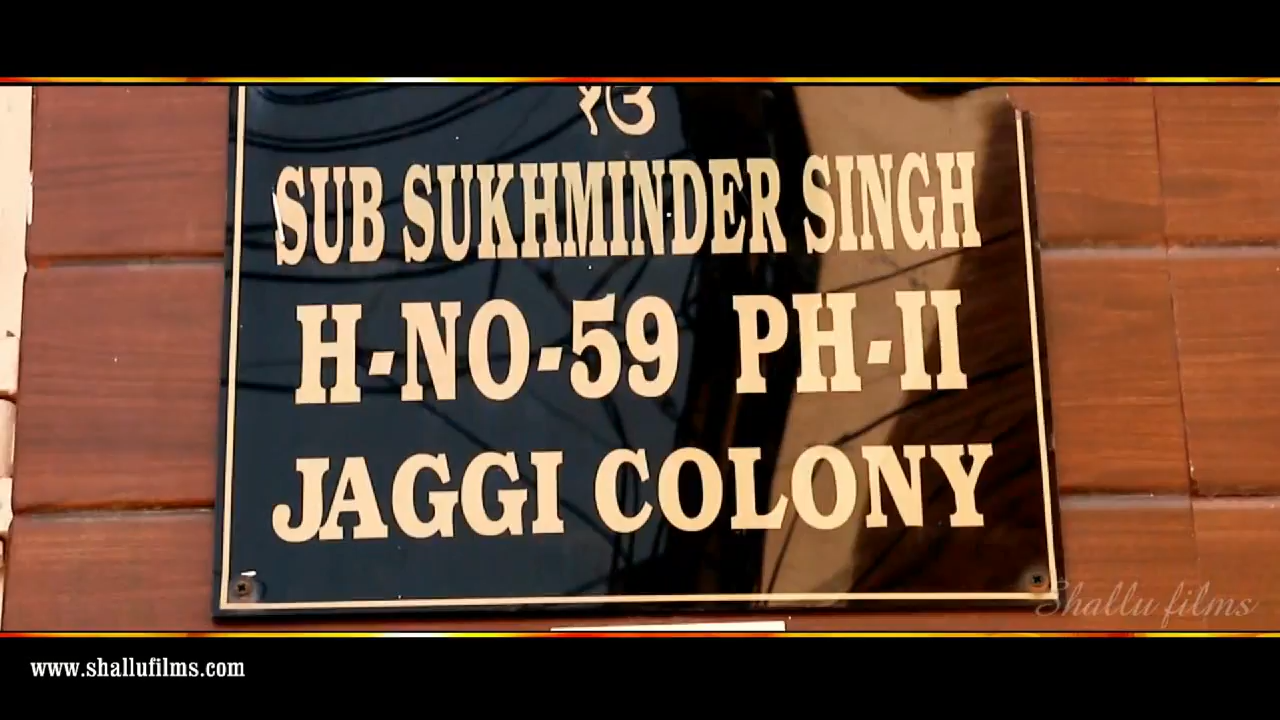 ੴ
SUB SUKHMINDER SINGH
H-NO-59 PH-II
JAGGI COLONY
Shallu films
www.shallufilms.com